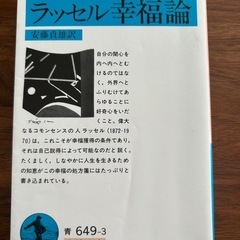 ラッセル幸福論
安藤貞雄訳
自分の関心を
内へ内へとむ
けるのではな
く、外界へと
ふりむけてあ
らゆることに
好奇心をいだ
くこと。偉大
なるコモンセンスの人ラッセル(1872-19
70)は、これこそが幸福獲得の条件であり、
それは自己説得によって可能なのだと説く。
たくましく、しなやかに人生を生きるため
の知恵がこの幸福の処方箋にはたっぷりと
書き込まれている。
青 649-3